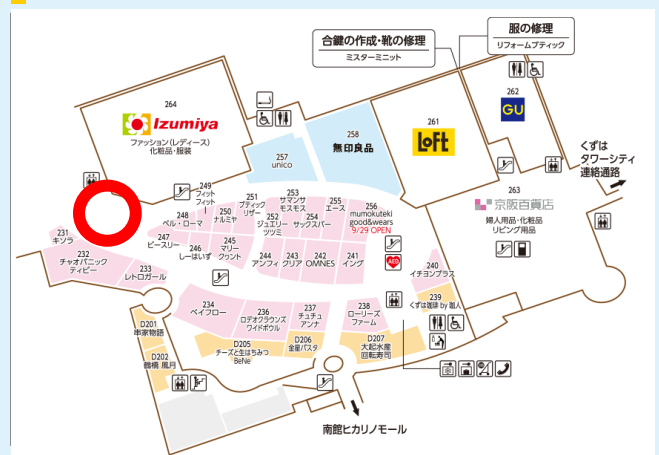 合鍵の作成・靴の修理
ミスターミニット
服の修理
リフォームブティック
264
Izumiya
ファッション(レディース)
化粧品・服装
257
unico
258
無印良品
261
LOFT
262
GU
くずは
タワーシティ
連絡通路
263
京阪百貨店
婦人用品・化粧品
リビング用品
231
キソラ
232
チャオパニック
ティピー
233
レトロガール
247
ピースリー
248
ベル・ローマ
249
フィット
フィット
250
ナルミヤ
251
ブティック
リザー
252
ジュエリー
ツツミ
253
サマンサ
モスモス
254
サックスバー
255
エース
256
mumokuteki
good&wears
9/29 OPEN
246
しーはいず
245
マリー
クヮント
244
アンフィ
243
クリア
242
OMNES
241
イング
AED
240
イチヨンプラス
239
くずは珈琲 by 珈人
234
ペイフロー
236
ロデオクラウンズ
ワイドボウル
237
チュチュ
アンナ
238
ローリーズ
ファーム
D201
串家物語
D202
鶴橋 風月
D205
チーズと生はちみつ
BeNe
D206
金星パスタ
D207
大起水産
回転寿司
南館ヒカリノモール